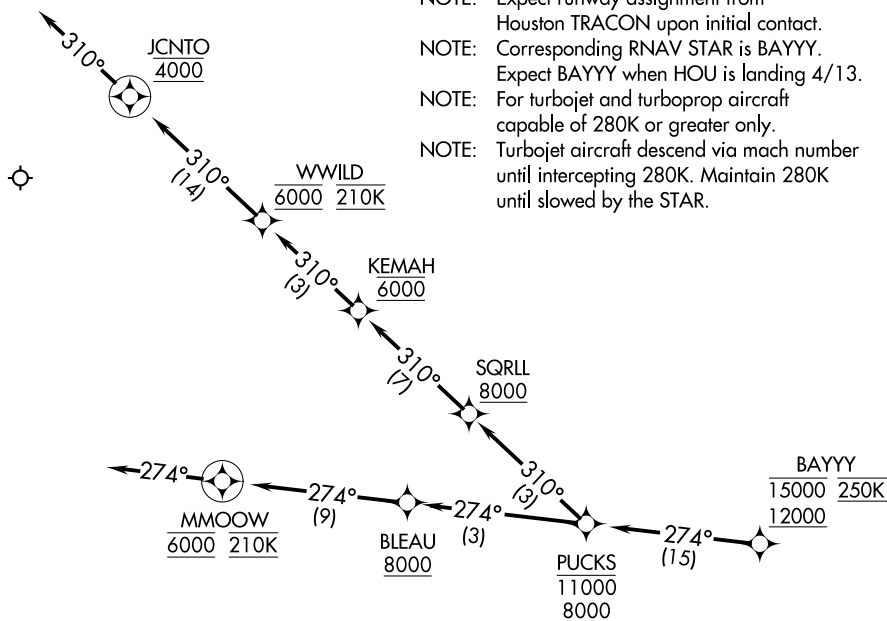 NOTE: Expect runway assignment from
Houston TRACON upon initial contact.
NOTE: Corresponding RNAV STAR is BAYYY.
Expect BAYYY when HOU is landing 4/13.
NOTE: For turbojet and turboprop aircraft
capable of 280K or greater only.
NOTE: Turbojet aircraft descend via mach number
until intercepting 280K. Maintain 280K
until slowed by the STAR.
310°
JCNTO
4000
310°
(14)
WWILD
6000 210K
310°
(3)
KEMAH
6000
310°
(7)
SQRLL
8000
310°
(3)
BAYYY
15000 250K
12000
274°
(15)
PUCKS
11000
8000
274°
(3)
BLEAU
8000
274°
(9)
MMOOW
6000 210K
274°